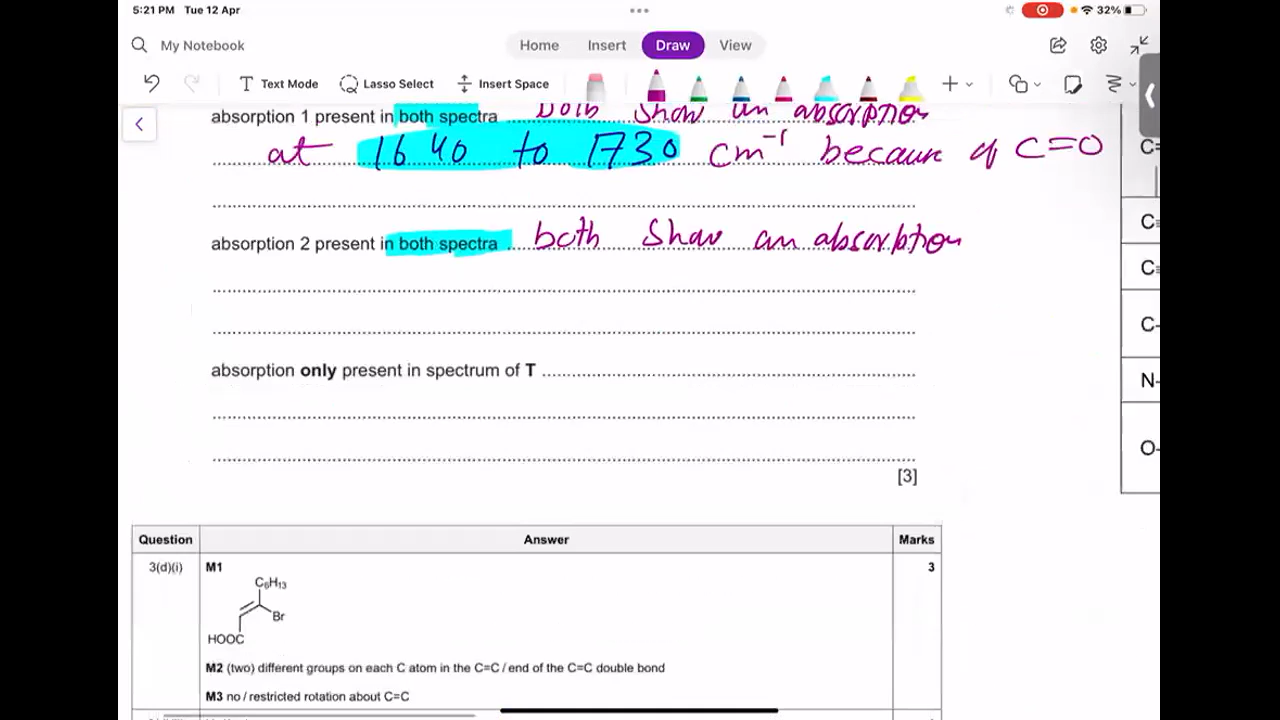 5:21 PM Tue 12 Apr
32%
My Notebook
Home Insert Draw View
Text Mode Lasso Select Insert Space
absorption 1 present in both spectra both show an absorption
at 1640 to 1730 cm⁻¹ because of C=O
C=
absorption 2 present in both spectra both show an absorption
C=
C≡
C-
absorption only present in spectrum of T
N-
O-
[3]
Question Answer Marks
3(d)(i) M1 3
C₆H₁₃
Br
HOOC
M2 (two) different groups on each C atom in the C=C / end of the C=C double bond
M3 no / restricted rotation about C=C